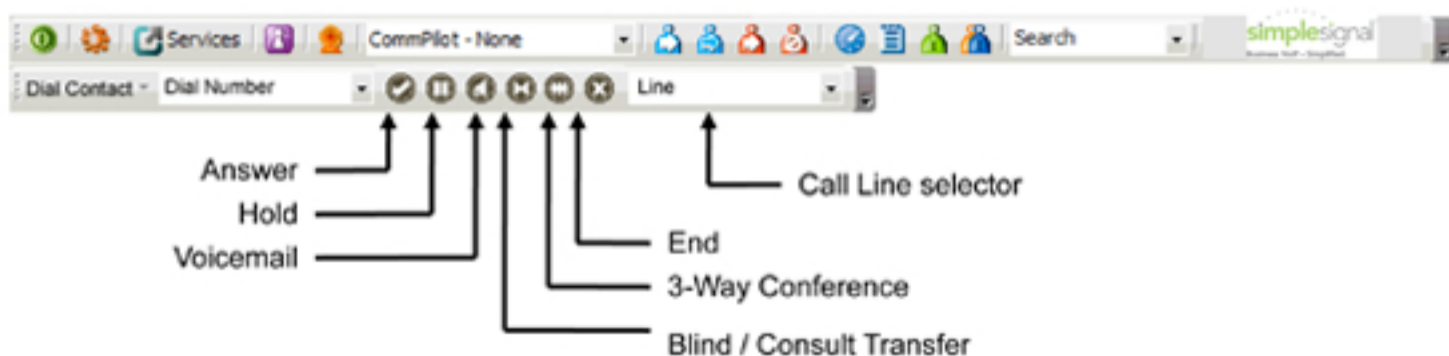 Services CommPilot - None Search simplesignal
Dial Contact Dial Number Line
Answer
Call Line selector
Hold
Voicemail
End
3-Way Conference
Blind / Consult Transfer